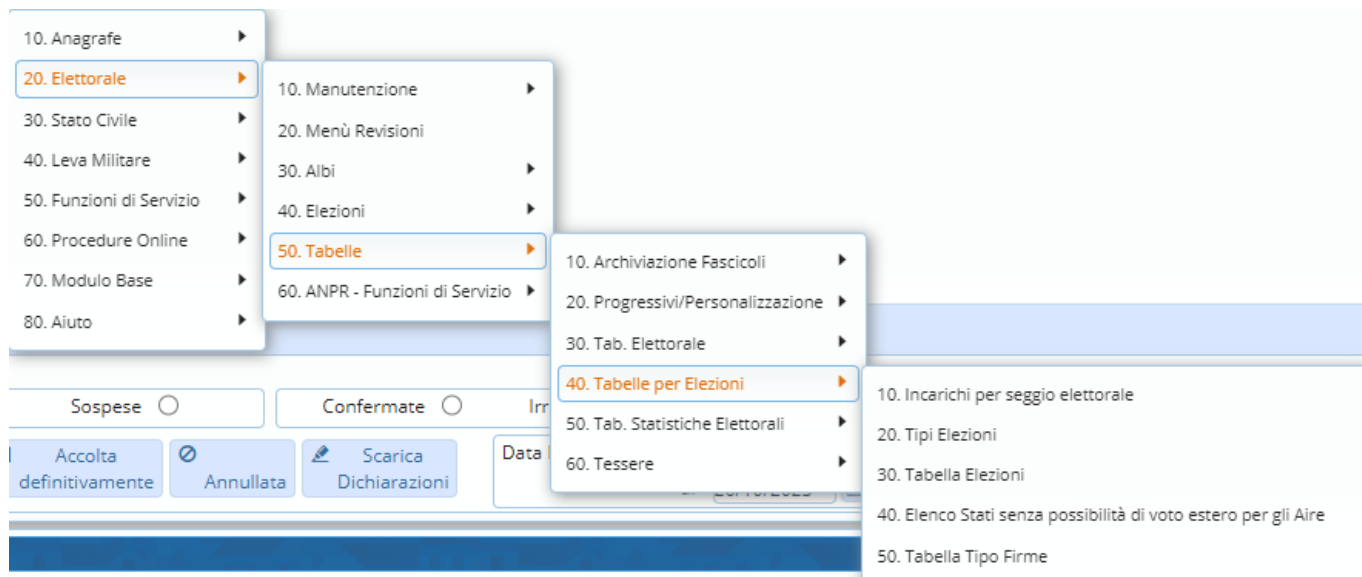 10. Anagrafe
20. Elettorale
30. Stato Civile
40. Leva Militare
50. Funzioni di Servizio
60. Procedure Online
70. Modulo Base
80. Aiuto
10. Manutenzione
20. Menù Revisioni
30. Albi
40. Elezioni
50. Tabelle
60. ANPR - Funzioni di Servizio
10. Archiviazione Fascicoli
20. Progressivi/Personalizzazione
30. Tab. Elettorale
40. Tabelle per Elezioni
50. Tab. Statistiche Elettorali
60. Tessere
10. Incarichi per seggio elettorale
20. Tipi Elezioni
30. Tabella Elezioni
40. Elenco Stati senza possibilità di voto estero per gli Aire
50. Tabella Tipo Firme
Sospese
Confermate
Accolta
definitivamente
Annullata
Scarica
Dichiarazioni
Data